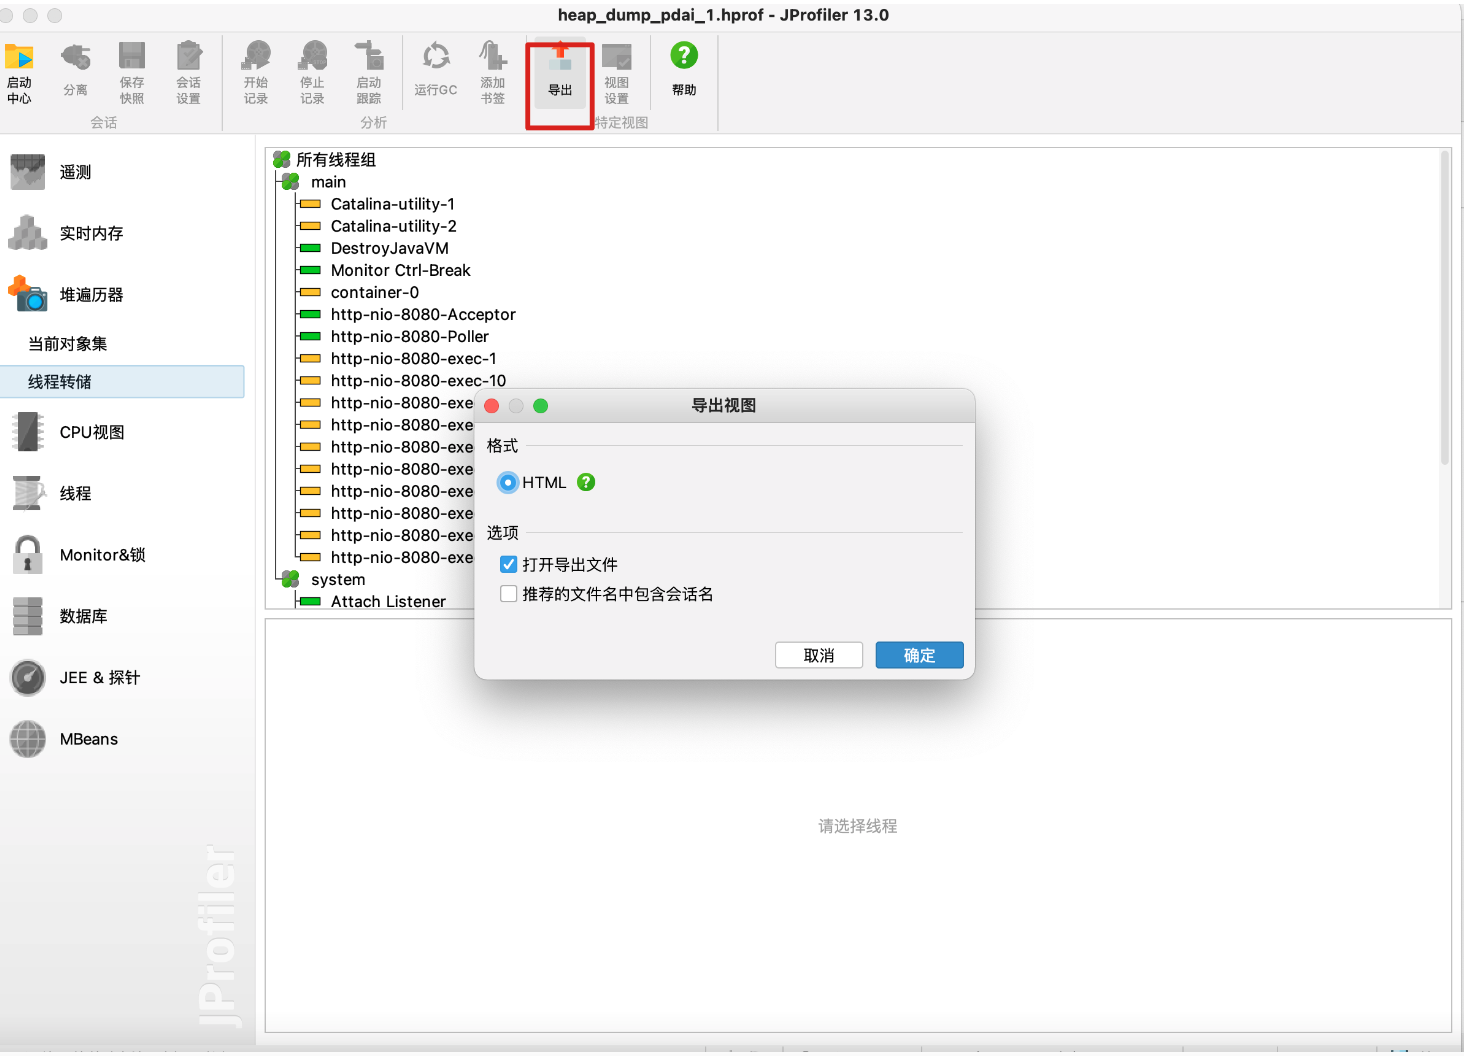 heap_dump_pdai_1.hprof - JProfiler 13.0
启动中心
分离
保存快照
会话设置
开始记录
停止记录
启动跟踪
运行GC
添加书签
导出
视图设置
帮助
会话
分析
特定视图
遥测
实时内存
堆遍历器
当前对象集
线程转储
CPU视图
线程
Monitor&锁
数据库
JEE & 探针
MBeans
JProfiler
所有线程组
main
Catalina-utility-1
Catalina-utility-2
DestroyJavaVM
Monitor Ctrl-Break
container-0
http-nio-8080-Acceptor
http-nio-8080-Poller
http-nio-8080-exec-1
http-nio-8080-exec-10
http-nio-8080-exe
http-nio-8080-exe
http-nio-8080-exe
http-nio-8080-exe
http-nio-8080-exe
http-nio-8080-exe
http-nio-8080-exe
http-nio-8080-exe
system
Attach Listener
导出视图
格式
HTML
选项
打开导出文件
推荐的文件名中包含会话名
取消
确定
请选择线程